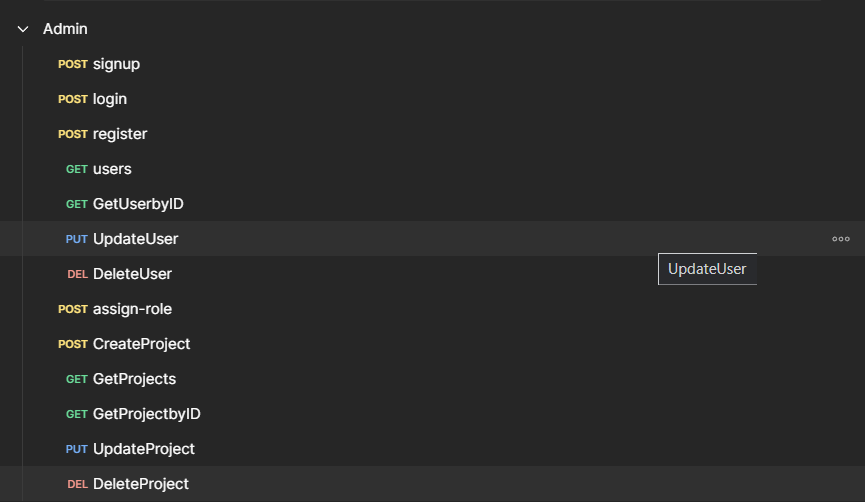 Admin
POST signup
POST login
POST register
GET users
GET GetUserbyID
PUT UpdateUser
UpdateUser
DEL DeleteUser
POST assign-role
POST CreateProject
GET GetProjects
GET GetProjectbyID
PUT UpdateProject
DEL DeleteProject